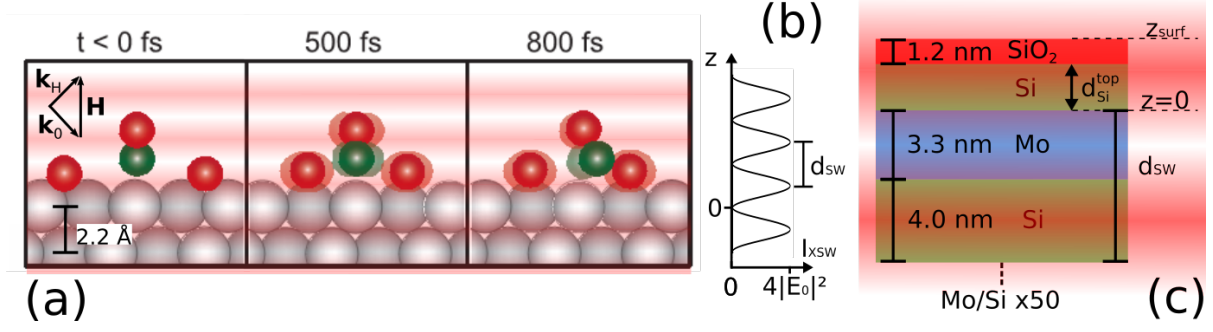 t < 0 fs
500 fs
800 fs
k_H
H
k_0
2.2 Å
(a)
(b)
z
d_SW
0
I_XSW
0
4|E_0|²
z_surf
1.2 nm SiO₂
Si
d_Si^top
z=0
3.3 nm Mo
d_SW
4.0 nm Si
Mo/Si x50
(c)